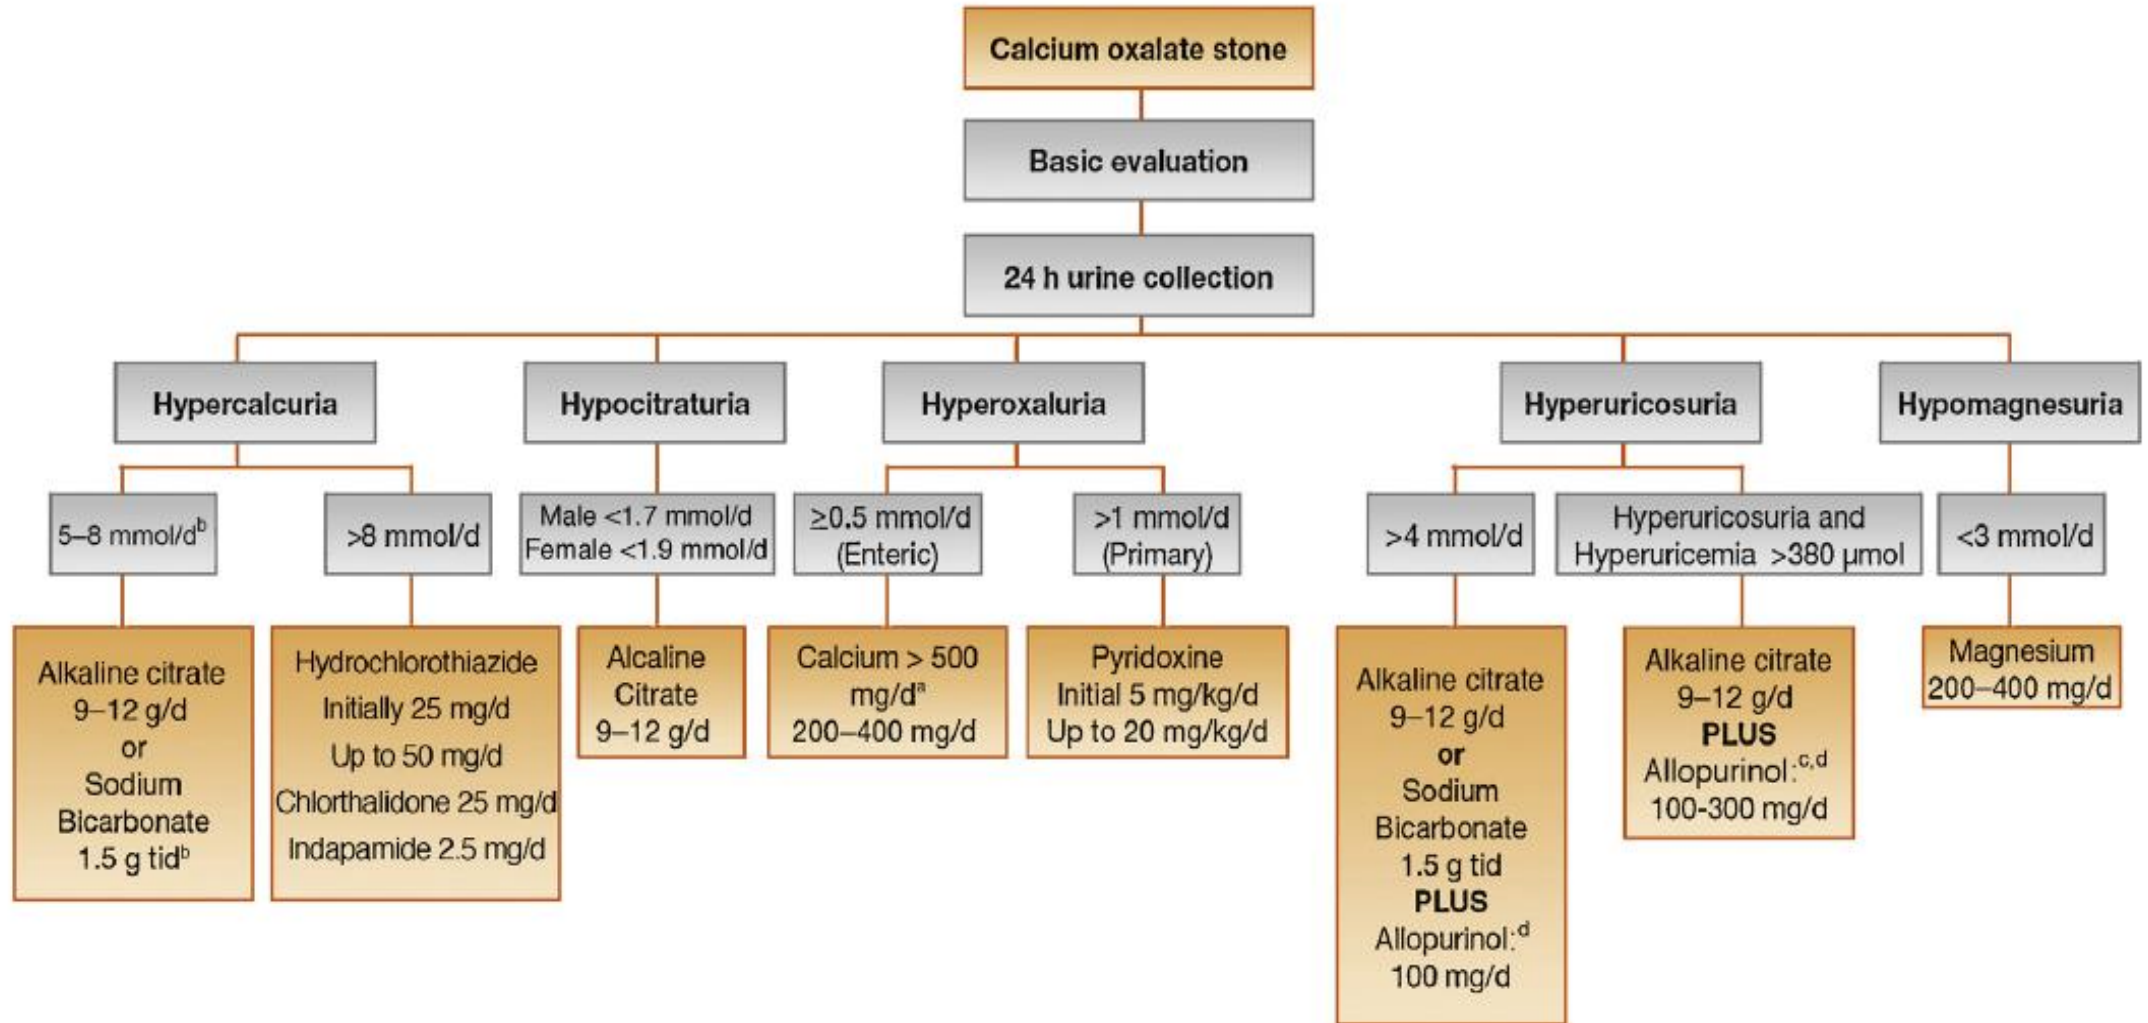 Calcium oxalate stone
Basic evaluation
24 h urine collection
Hypercalcuria
Hypocitraturia
Hyperoxaluria
Hyperuricosuria
Hypomagnesuria
5–8 mmol/dᵇ
>8 mmol/d
Male <1.7 mmol/d
Female <1.9 mmol/d
≥0.5 mmol/d
(Enteric)
>1 mmol/d
(Primary)
>4 mmol/d
Hyperuricosuria and
Hyperuricemia >380 µmol
<3 mmol/d
Alkaline citrate
9–12 g/d
or
Sodium
Bicarbonate
1.5 g tidᵇ
Hydrochlorothiazide
Initially 25 mg/d
Up to 50 mg/d
Chlorthalidone 25 mg/d
Indapamide 2.5 mg/d
Alcaline
Citrate
9–12 g/d
Calcium > 500
mg/dᵃ
200–400 mg/d
Pyridoxine
Initial 5 mg/kg/d
Up to 20 mg/kg/d
Alkaline citrate
9–12 g/d
or
Sodium
Bicarbonate
1.5 g tid
PLUS
Allopurinol:ᵈ
100 mg/d
Alkaline citrate
9–12 g/d
PLUS
Allopurinol:ᶜ,ᵈ
100-300 mg/d
Magnesium
200–400 mg/d